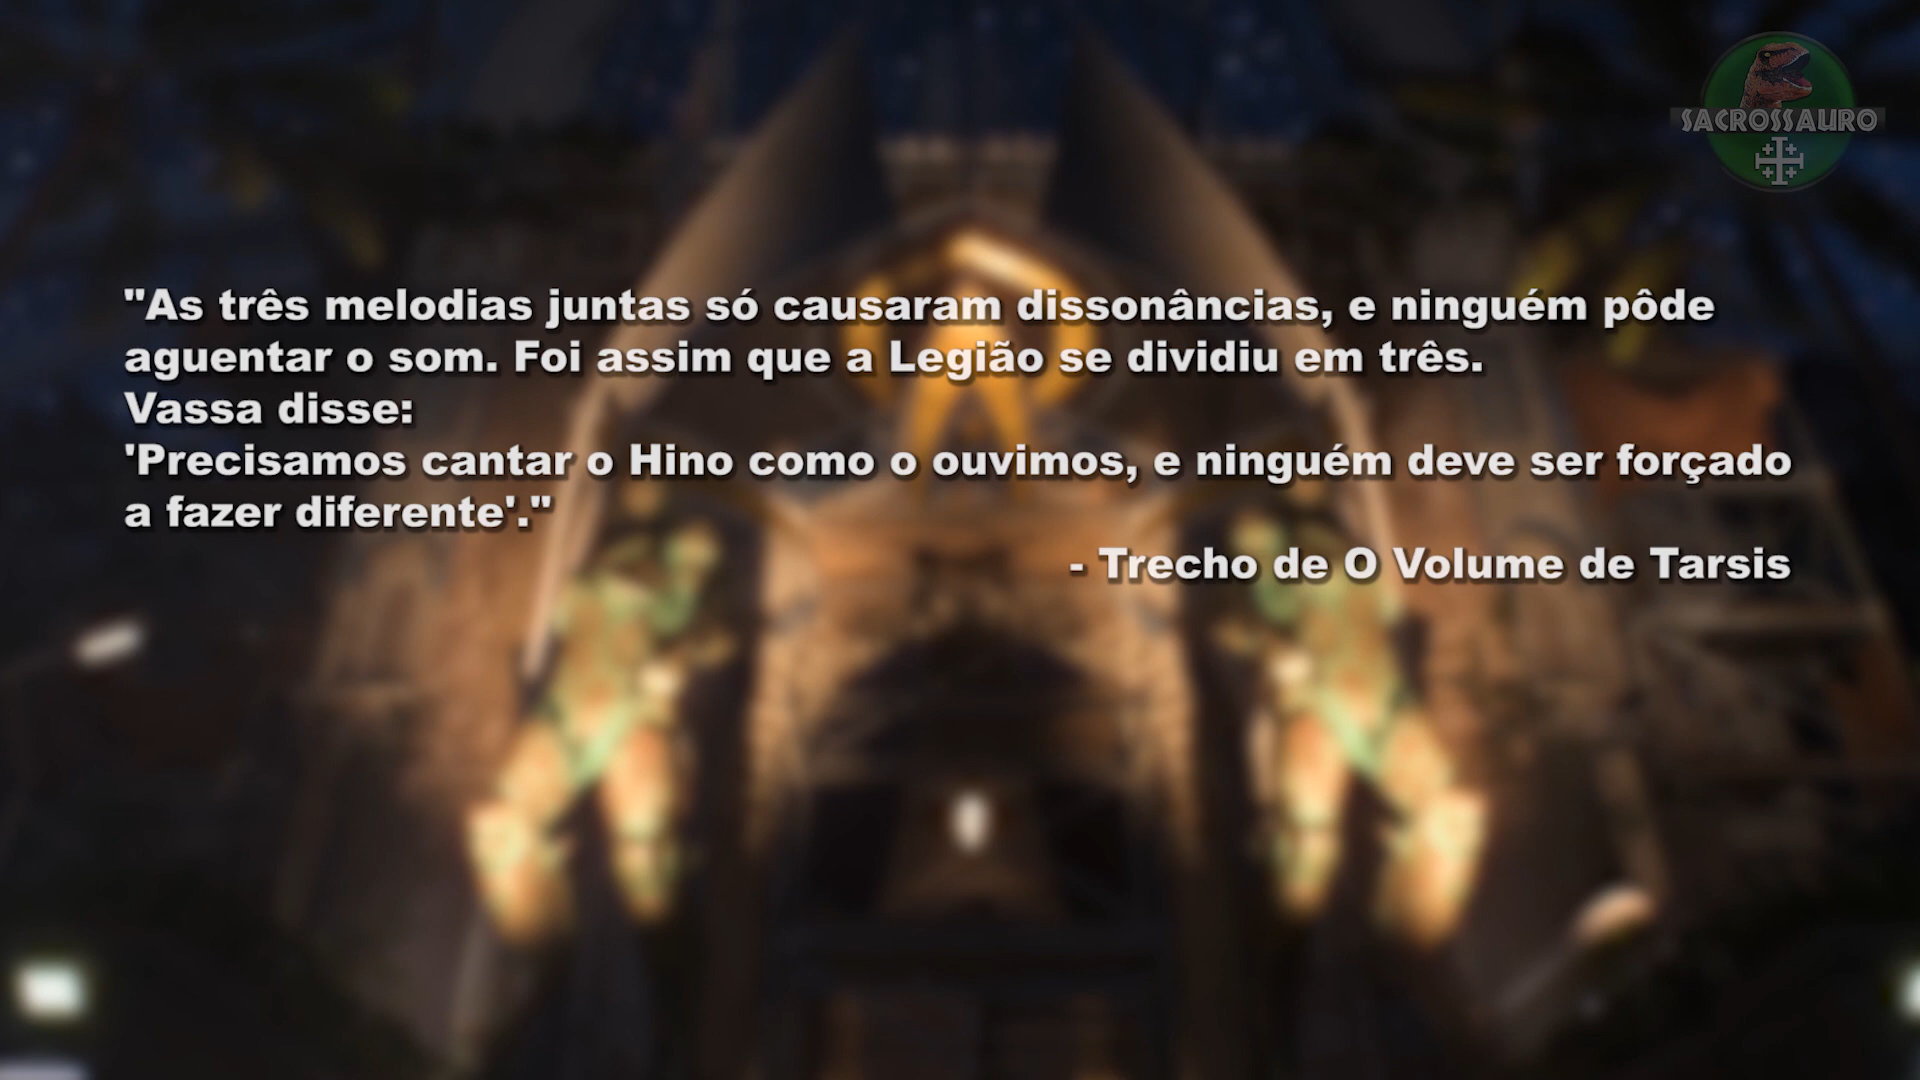 SACROSSAURO
"As três melodias juntas só causaram dissonâncias, e ninguém pôde
aguentar o som. Foi assim que a Legião se dividiu em três.
Vassa disse:
'Precisamos cantar o Hino como o ouvimos, e ninguém deve ser forçado
a fazer diferente'."
- Trecho de O Volume de Tarsis